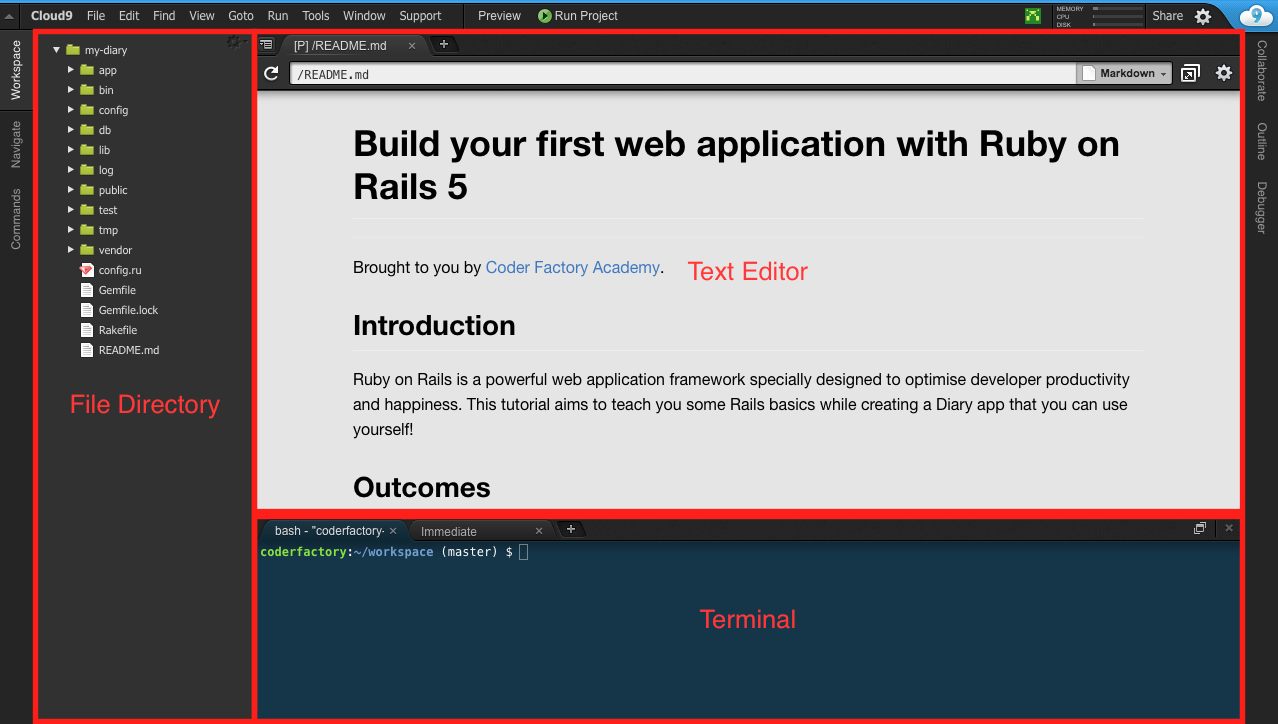 Cloud9 File Edit Find View Goto Run Tools Window Support Preview Run Project MEMORY CPU DISK Share 9
Workspace
Navigate
Commands
my-diary
app
bin
config
db
lib
log
public
test
tmp
vendor
config.ru
Gemfile
Gemfile.lock
Rakefile
README.md
File Directory
[P] /README.md
/README.md Markdown
Build your first web application with Ruby on
Rails 5
Brought to you by Coder Factory Academy.
Text Editor
Introduction
Ruby on Rails is a powerful web application framework specially designed to optimise developer productivity
and happiness. This tutorial aims to teach you some Rails basics while creating a Diary app that you can use
yourself!
Outcomes
bash - "coderfactory- Immediate
coderfactory:~/workspace (master) $
Terminal
Collaborate
Outline
Debugger